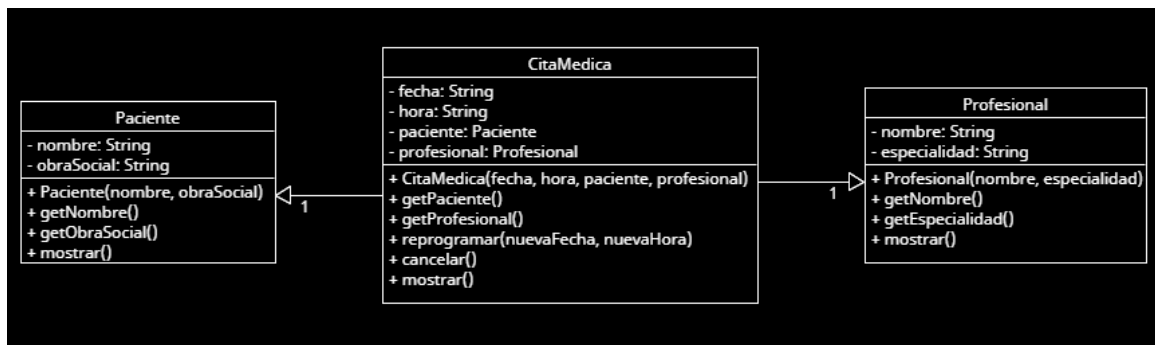 Paciente
- nombre: String
- obraSocial: String
+ Paciente(nombre, obraSocial)
+ getNombre()
+ getObraSocial()
+ mostrar()
1
CitaMedica
- fecha: String
- hora: String
- paciente: Paciente
- profesional: Profesional
+ CitaMedica(fecha, hora, paciente, profesional)
+ getPaciente()
+ getProfesional()
+ reprogramar(nuevaFecha, nuevaHora)
+ cancelar()
+ mostrar()
1
Profesional
- nombre: String
- especialidad: String
+ Profesional(nombre, especialidad)
+ getNombre()
+ getEspecialidad()
+ mostrar()